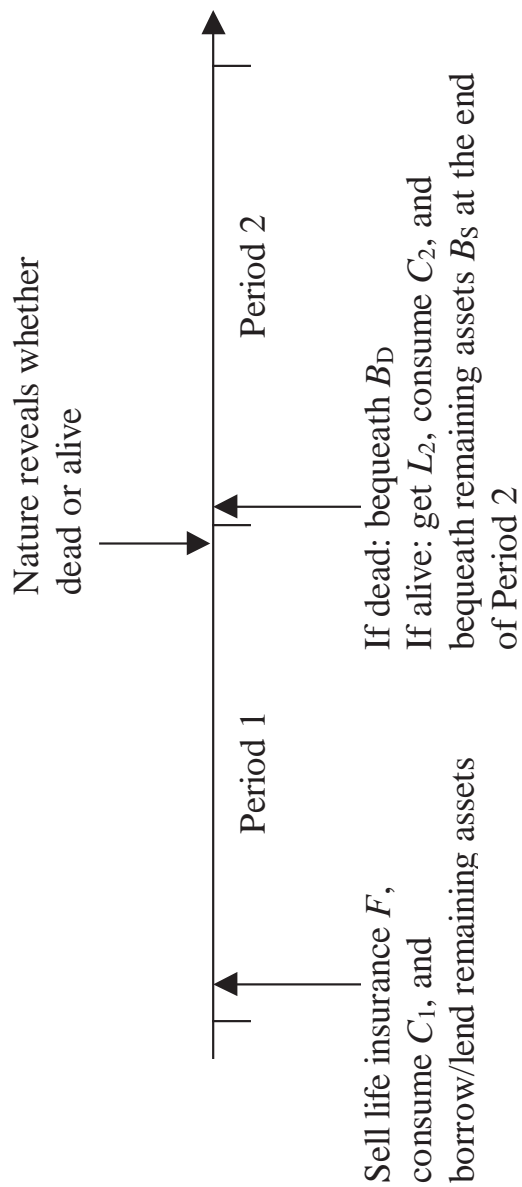 Nature reveals whether
dead or alive
Period 1
Period 2
Sell life insurance F,
consume C₁, and
borrow/lend remaining assets
If dead: bequeath B_D
If alive: get L₂, consume C₂, and
bequeath remaining assets B_S at the end
of Period 2